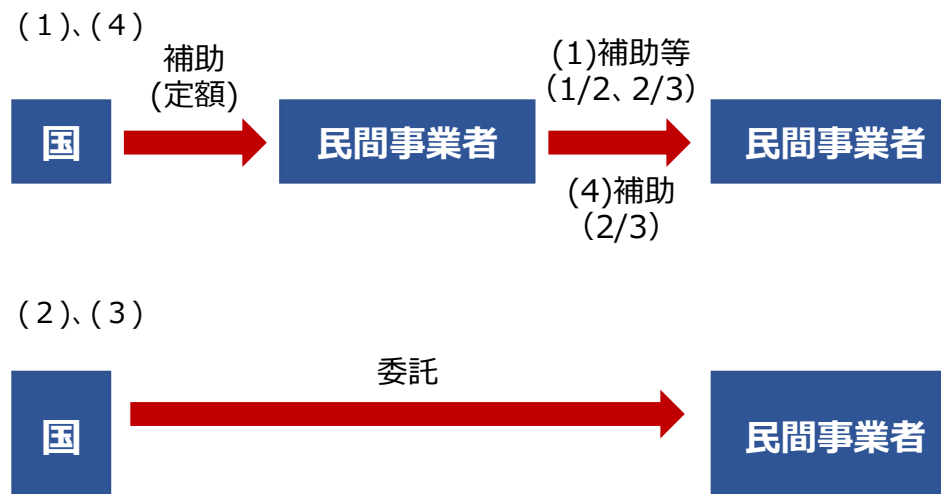 (１)、(４)
補助
(定額)
(1)補助等
（1/2、2/3）
国
民間事業者
民間事業者
(4)補助
（2/3）
(２)、(３)
委託
国
民間事業者